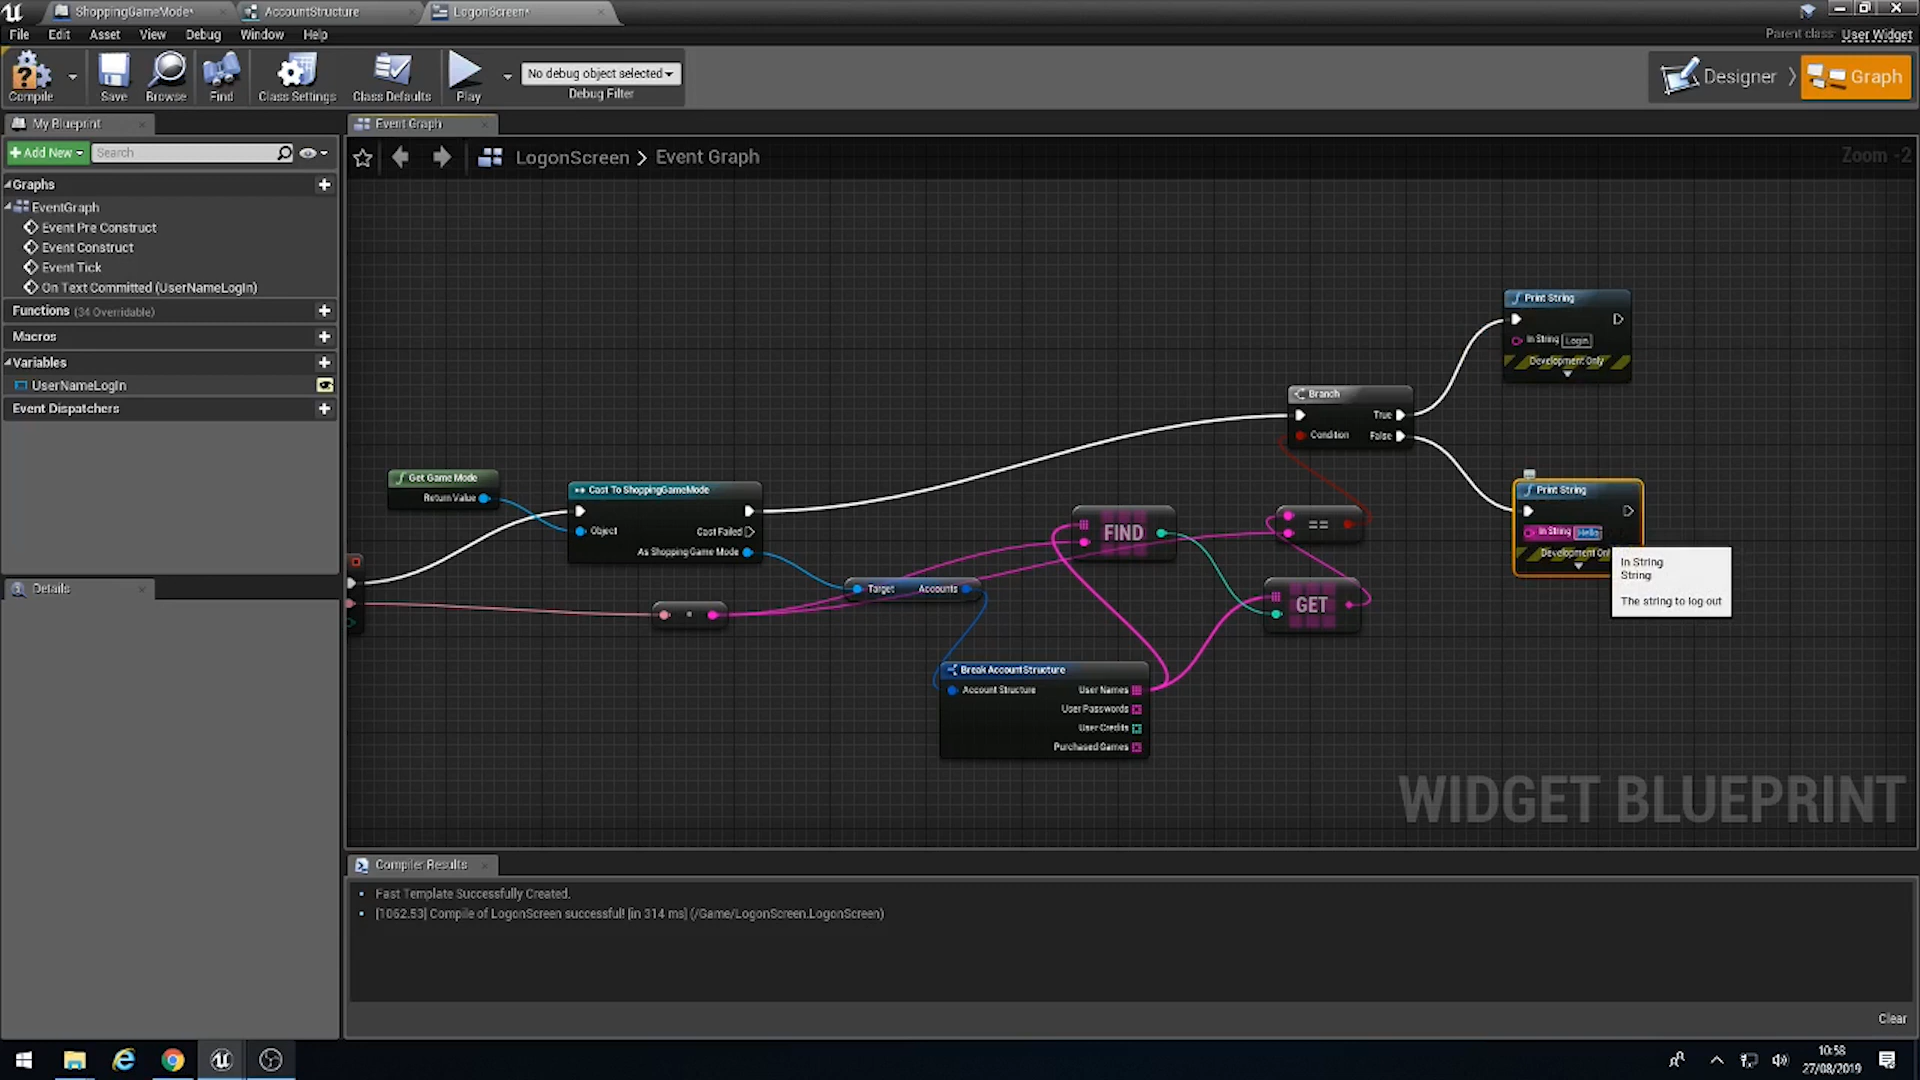 ShoppingGameMode*
AccountStructure
LogonScreen*
File Edit Asset View Debug Window Help
Parent class: User Widget
Compile
Save
Browse
Find
Class Settings
Class Defaults
Play
No debug object selected
Debug Filter
Designer
Graph
My Blueprint
Add New
Search
Graphs
EventGraph
Event Pre Construct
Event Construct
Event Tick
On Text Committed (UserNameLogIn)
Functions (34 Overridable)
Macros
Variables
UserNameLogIn
Event Dispatchers
Details
Event Graph
LogonScreen > Event Graph
Zoom -2
Print String
In String Login
Development Only
Branch
True
Condition False
Get Game Mode
Return Value
Cast To ShoppingGameMode
Object Cast Failed
As Shopping Game Mode
FIND
==
Print String
In String Hello
Development Onl
In String
String
The string to log out
Target Accounts
GET
Break AccountStructure
Account Structure User Names
User Passwords
User Credits
Purchased Games
WIDGET BLUEPRINT
Compiler Results
Fast Template Successfully Created.
[1062.53] Compile of LogonScreen successful! [in 314 ms] (/Game/LogonScreen.LogonScreen)
Clear
10:58
27/08/2019